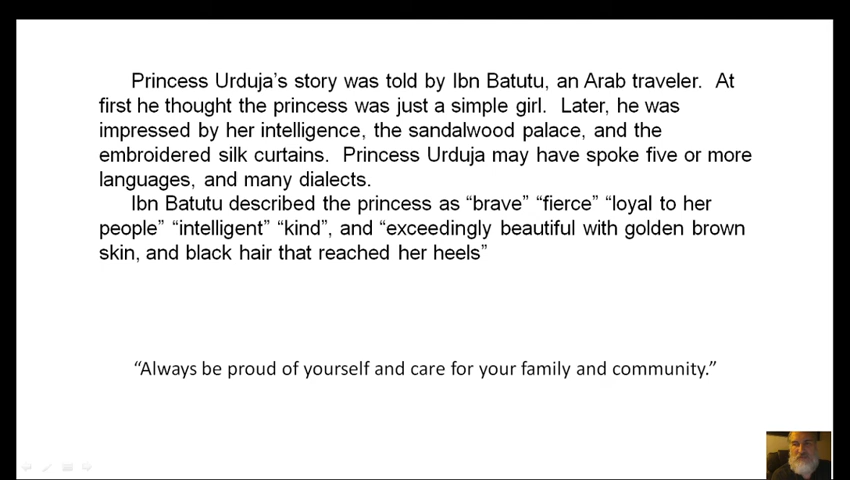 Princess Urduja's story was told by Ibn Batutu, an Arab traveler.  At
first he thought the princess was just a simple girl.  Later, he was
impressed by her intelligence, the sandalwood palace, and the
embroidered silk curtains.  Princess Urduja may have spoke five or more
languages, and many dialects.
Ibn Batutu described the princess as “brave” “fierce” “loyal to her
people” “intelligent” “kind”, and “exceedingly beautiful with golden brown
skin, and black hair that reached her heels”
“Always be proud of yourself and care for your family and community.”